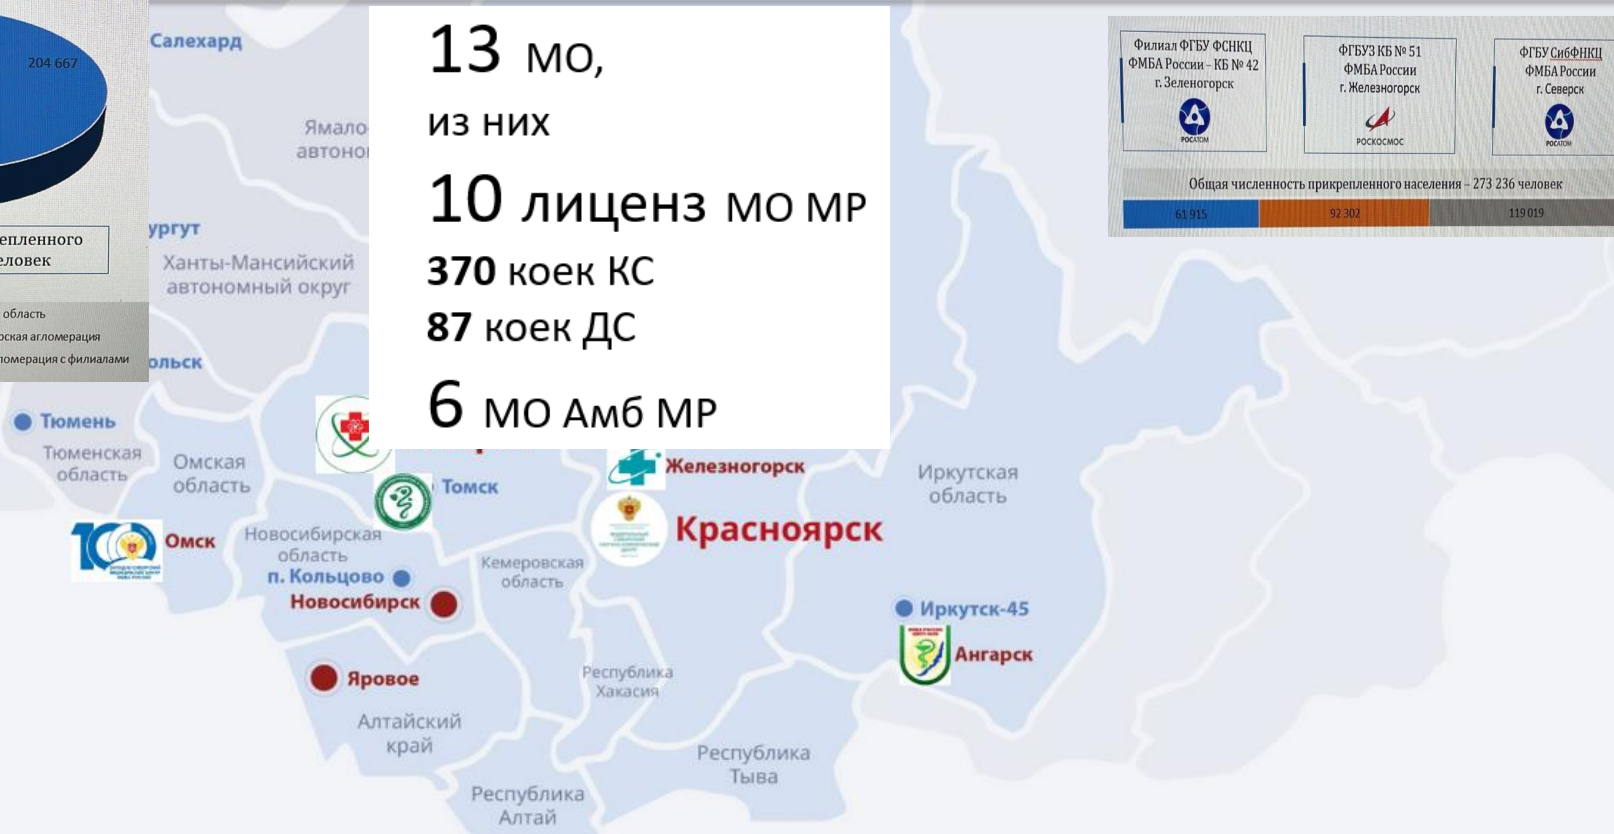 204 667
епленного
еловек
область
рская агломерация
ломерация с филиалами
13 МО,
из них
10 лиценз МО МР
370 коек КС
87 коек ДС
6 МО Амб МР
Филиал ФГБУ ФСНКЦ
ФМБА России – КБ № 42
г. Зеленогорск
РОСАТОМ
ФГБУЗ КБ № 51
ФМБА России
г. Железногорск
РОСКОСМОС
ФГБУ СибФНКЦ
ФМБА России
г. Северск
РОСАТОМ
Общая численность прикрепленного населения – 273 236 человек
61 915
92 302
119 019
Салехард
Ямало-
автоно
ургут
Ханты-Мансийский
автономный округ
ольск
Тюмень
Тюменская
область
Омская
область
Томск
Железногорск
Красноярск
Иркутская
область
100
Омск
Новосибирская
область
п. Кольцово
Новосибирск
Кемеровская
область
Иркутск-45
Ангарск
Яровое
Республика
Хакасия
Алтайский
край
Республика
Тыва
Республика
Алтай